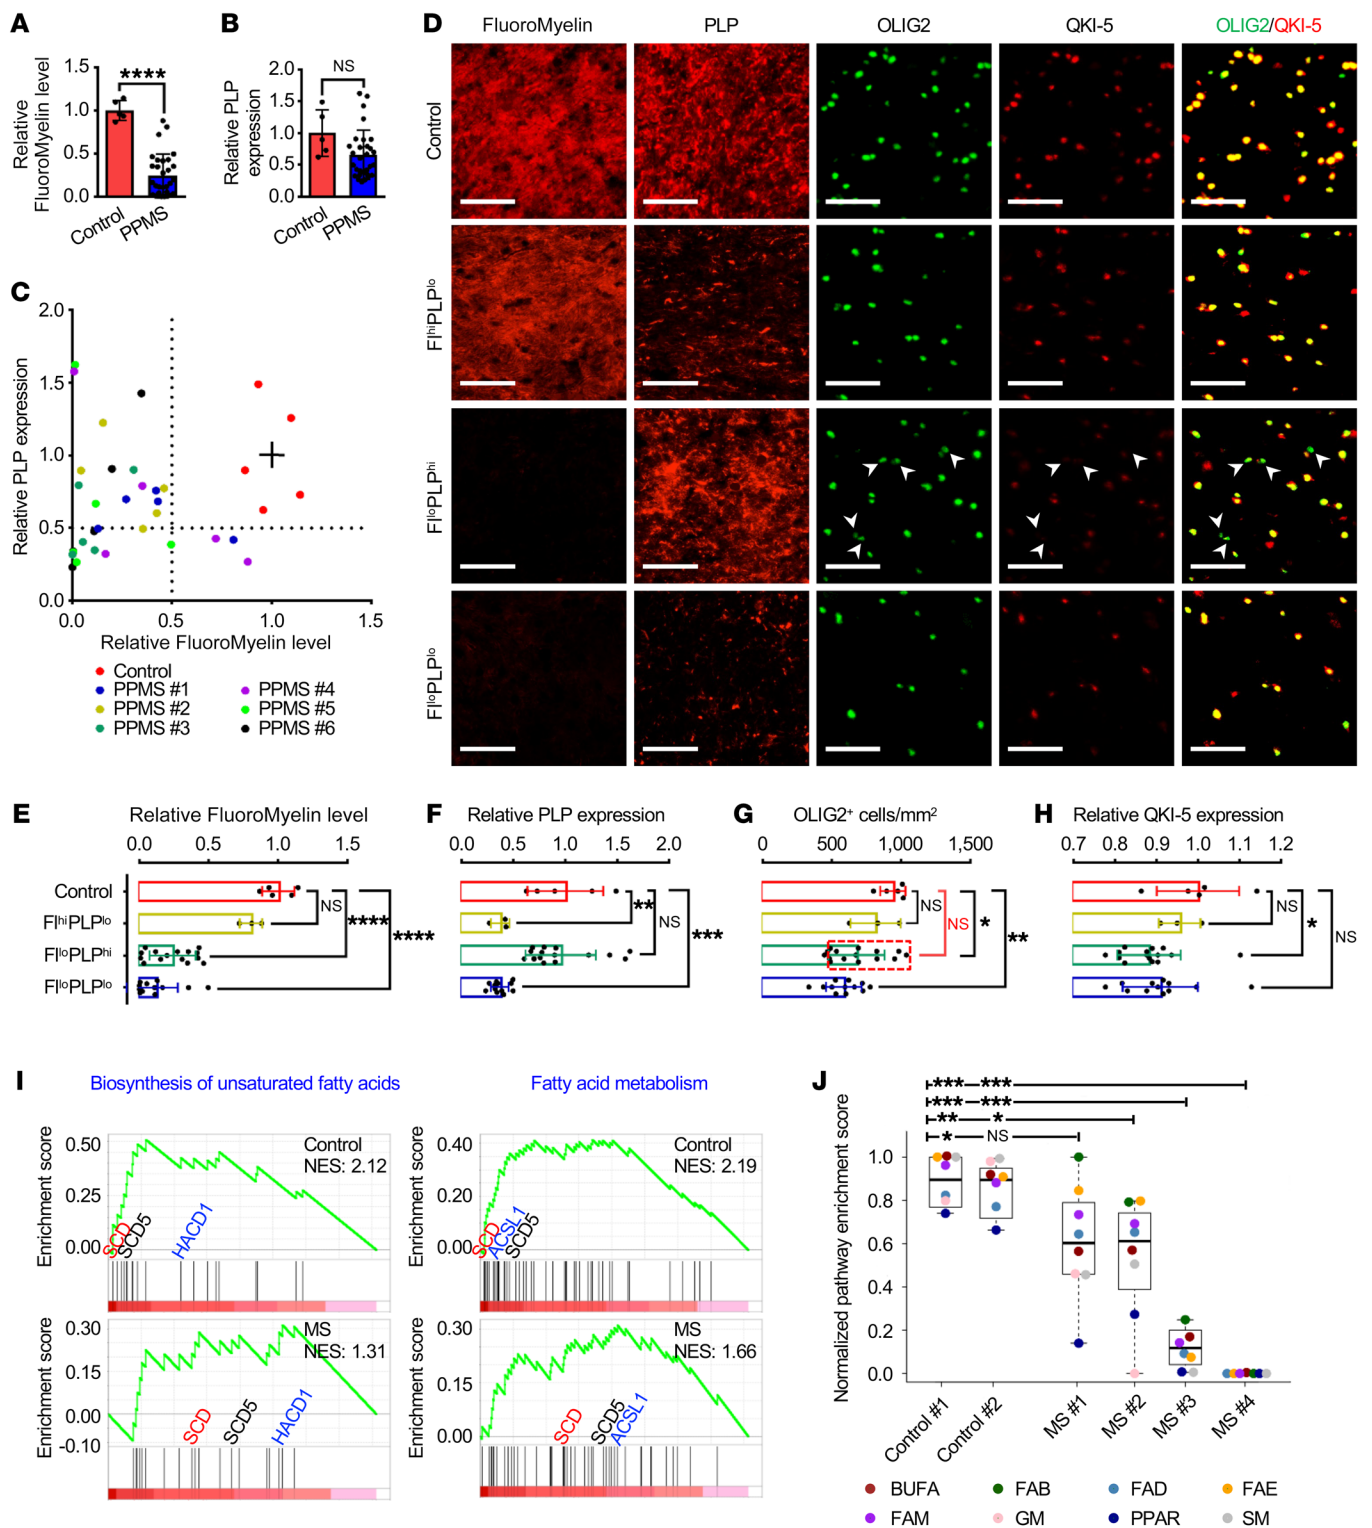 A
Relative
FluoroMyelin level
1.5
1.0
0.5
0.0
****
Control
PPMS
B
Relative PLP
expression
2.0
1.5
1.0
0.5
0.0
NS
Control
PPMS
C
Relative PLP expression
2.0
1.5
1.0
0.5
0.0
0.0 0.5 1.0 1.5
Relative FluoroMyelin level
Control
PPMS #1
PPMS #2
PPMS #3
PPMS #4
PPMS #5
PPMS #6
D
FluoroMyelin PLP OLIG2 QKI-5 OLIG2/QKI-5
Control
FlhiPLPlo
FlloPLPhi
FlloPLPlo
E
Relative FluoroMyelin level
0.0 0.5 1.0 1.5
Control
FlhiPLPlo
FlloPLPhi
FlloPLPlo
NS
****
****
F
Relative PLP expression
0.0 0.5 1.0 1.5 2.0
**
NS
***
G
OLIG2+ cells/mm2
0 500 1,000 1,500
NS
NS
*
**
H
Relative QKI-5 expression
0.7 0.8 0.9 1.0 1.1 1.2
NS
*
NS
I
Biosynthesis of unsaturated fatty acids
Enrichment score
0.50
0.25
0.00
Control
NES: 2.12
SCD
SCD5
HACD1
Enrichment score
0.30
0.15
0.00
-0.10
MS
NES: 1.31
SCD
SCD5
HACD1
Fatty acid metabolism
Enrichment score
0.40
0.20
0.00
Control
NES: 2.19
SCD
ACSL1
SCD5
Enrichment score
0.30
0.15
0.00
MS
NES: 1.66
SCD
SCD5
ACSL1
J
Normalized pathway enrichment score
*** ***
*** ***
** *
* NS
1.0
0.8
0.6
0.4
0.2
0.0
Control #1
Control #2
MS #1
MS #2
MS #3
MS #4
BUFA FAB FAD FAE
FAM GM PPAR SM